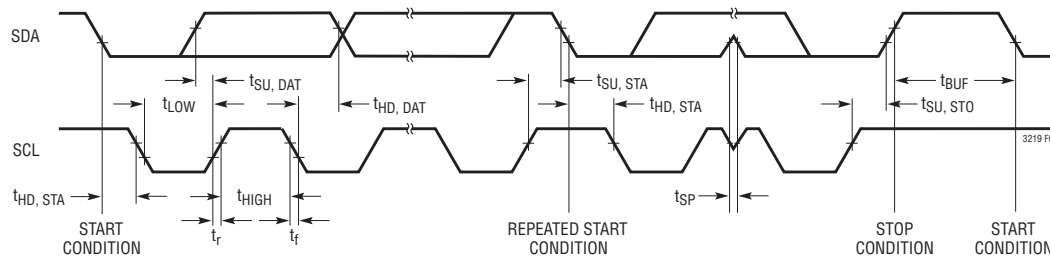 SDA
tSU, DAT
tSU, STA
tBUF
tLOW
tHD, DAT
tHD, STA
tSU, STO
SCL
3219 F
tHD, STA
tHIGH
tSP
tr
tf
START
CONDITION
REPEATED START
CONDITION
STOP
CONDITION
START
CONDITION